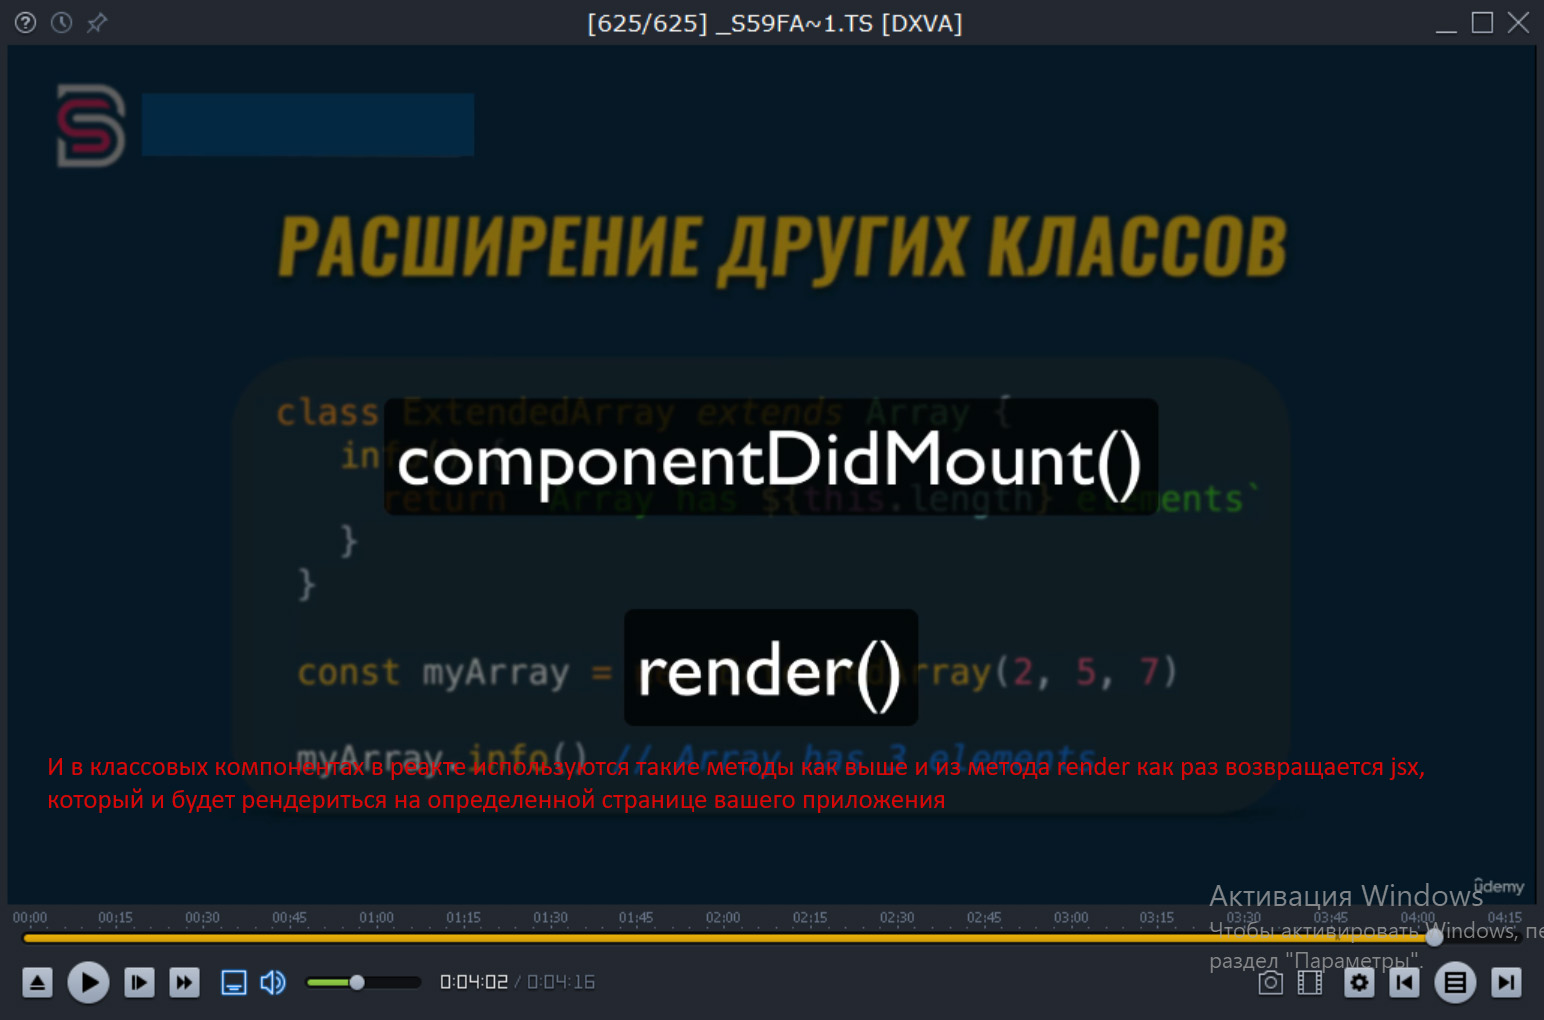 [625/625] _S59FA~1.TS [DXVA]
РАСШИРЕНИЕ ДРУГИХ КЛАССОВ
class ExtendedArray extends Array {
info() {
componentDidMount()
return `Array has ${this.length} elements`
}
}
render()
const myArray = Array(2, 5, 7)
myArray.info() // Array has 3 elements
И в классовых компонентах в реакте используются такие методы как выше и из метода render как раз возвращается jsx,
который и будет рендериться на определенной странице вашего приложения
ûdemy
Активация Windows
Чтобы активировать Windows, пе
раздел "Параметры".
00:00 00:15 00:30 00:45 01:00 01:15 01:30 01:45 02:00 02:15 02:30 02:45 03:00 03:15 03:30 03:45 04:00 04:15
0:04:02 / 0:04:16